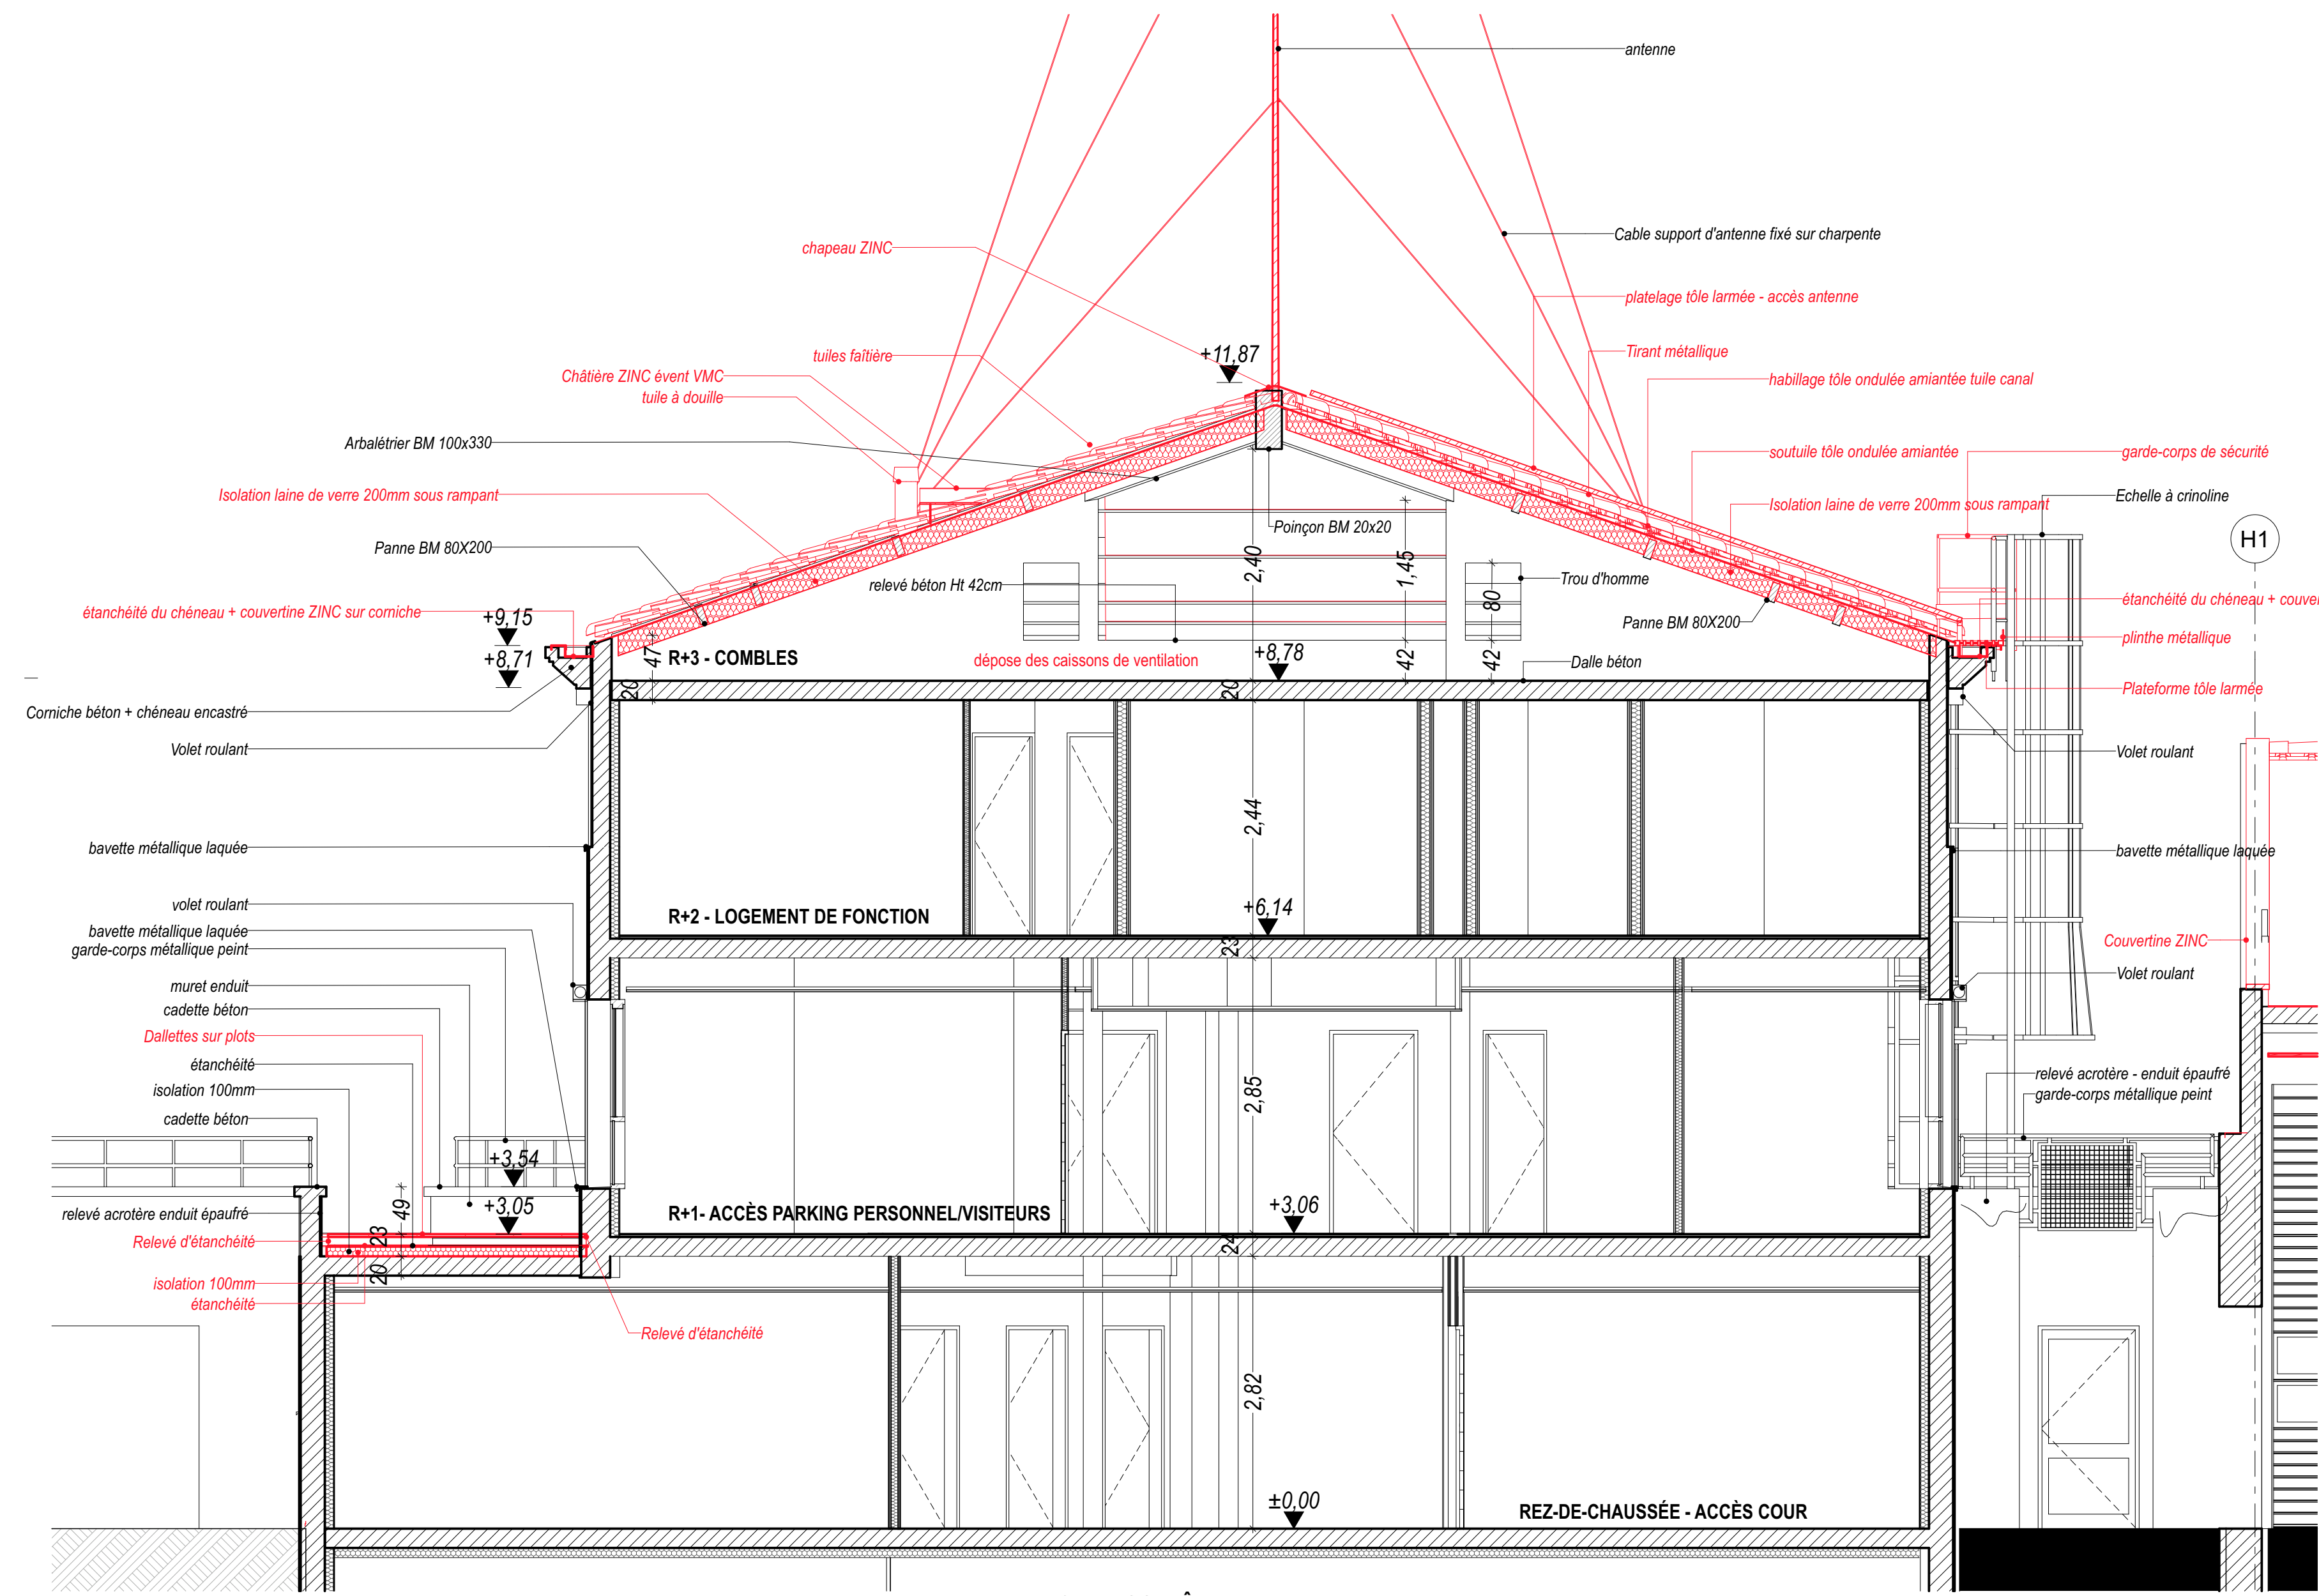 antenne
Cable support d'antenne fixé sur charpente
chapeau ZINC
platelage tôle larmée - accès antenne
+11,87
tuiles faîtière
Tirant métallique
Châtière ZINC évent VMC
habillage tôle ondulée amiantée tuile canal
tuile à douille
Arbalétrier BM 100x330
soutuile tôle ondulée amiantée
garde-corps de sécurité
Isolation laine de verre 200mm sous rampant
Isolation laine de verre 200mm sous rampant
Echelle à crinoline
Poinçon BM 20x20
H1
Panne BM 80X200
2,40
1,45
relevé béton Ht 42cm
Trou d'homme
80
étanchéité du chéneau + couvertine ZINC sur corniche
+9,15
Panne BM 80X200
étanchéité du chéneau + couver
plinthe métallique
+8,71
47
R+3 - COMBLES
dépose des caissons de ventilation
+8,78
42
42
Dalle béton
20
20
Plateforme tôle larmée
Corniche béton + chéneau encastré
Volet roulant
Volet roulant
2,44
bavette métallique laquée
bavette métallique laquée
volet roulant
R+2 - LOGEMENT DE FONCTION
+6,14
bavette métallique laquée
garde-corps métallique peint
23
Couvertine ZINC
Volet roulant
muret enduit
cadette béton
Dallettes sur plots
étanchéité
isolation 100mm
2,85
relevé acrotère - enduit épaufré
garde-corps métallique peint
cadette béton
+3,54
49
+3,05
relevé acrotère enduit épaufré
R+1- ACCÈS PARKING PERSONNEL/VISITEURS
+3,06
Relevé d'étanchéité
23
24
20
isolation 100mm
étanchéité
Relevé d'étanchéité
2,82
±0,00
REZ-DE-CHAUSSÉE - ACCÈS COUR